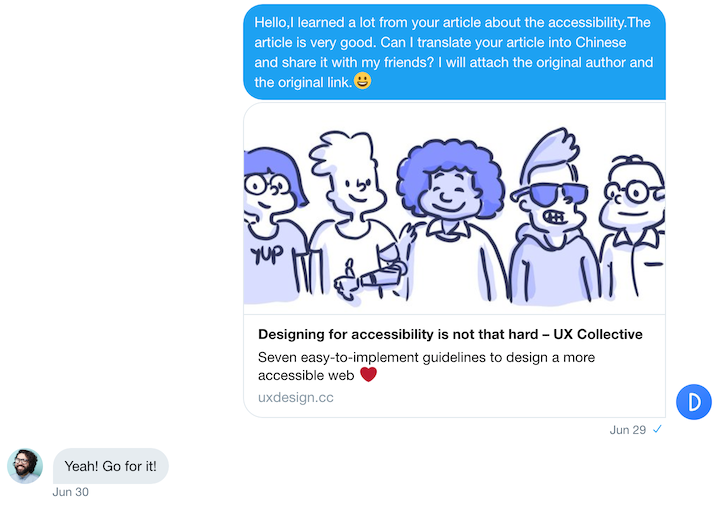 Hello,I learned a lot from your article about the accessibility.The
article is very good. Can I translate your article into Chinese
and share it with my friends? I will attach the original author and
the original link.😀
YUP
Designing for accessibility is not that hard – UX Collective
Seven easy-to-implement guidelines to design a more
accessible web ❤️
uxdesign.cc
D
Jun 29 ✓
Yeah! Go for it!
Jun 30